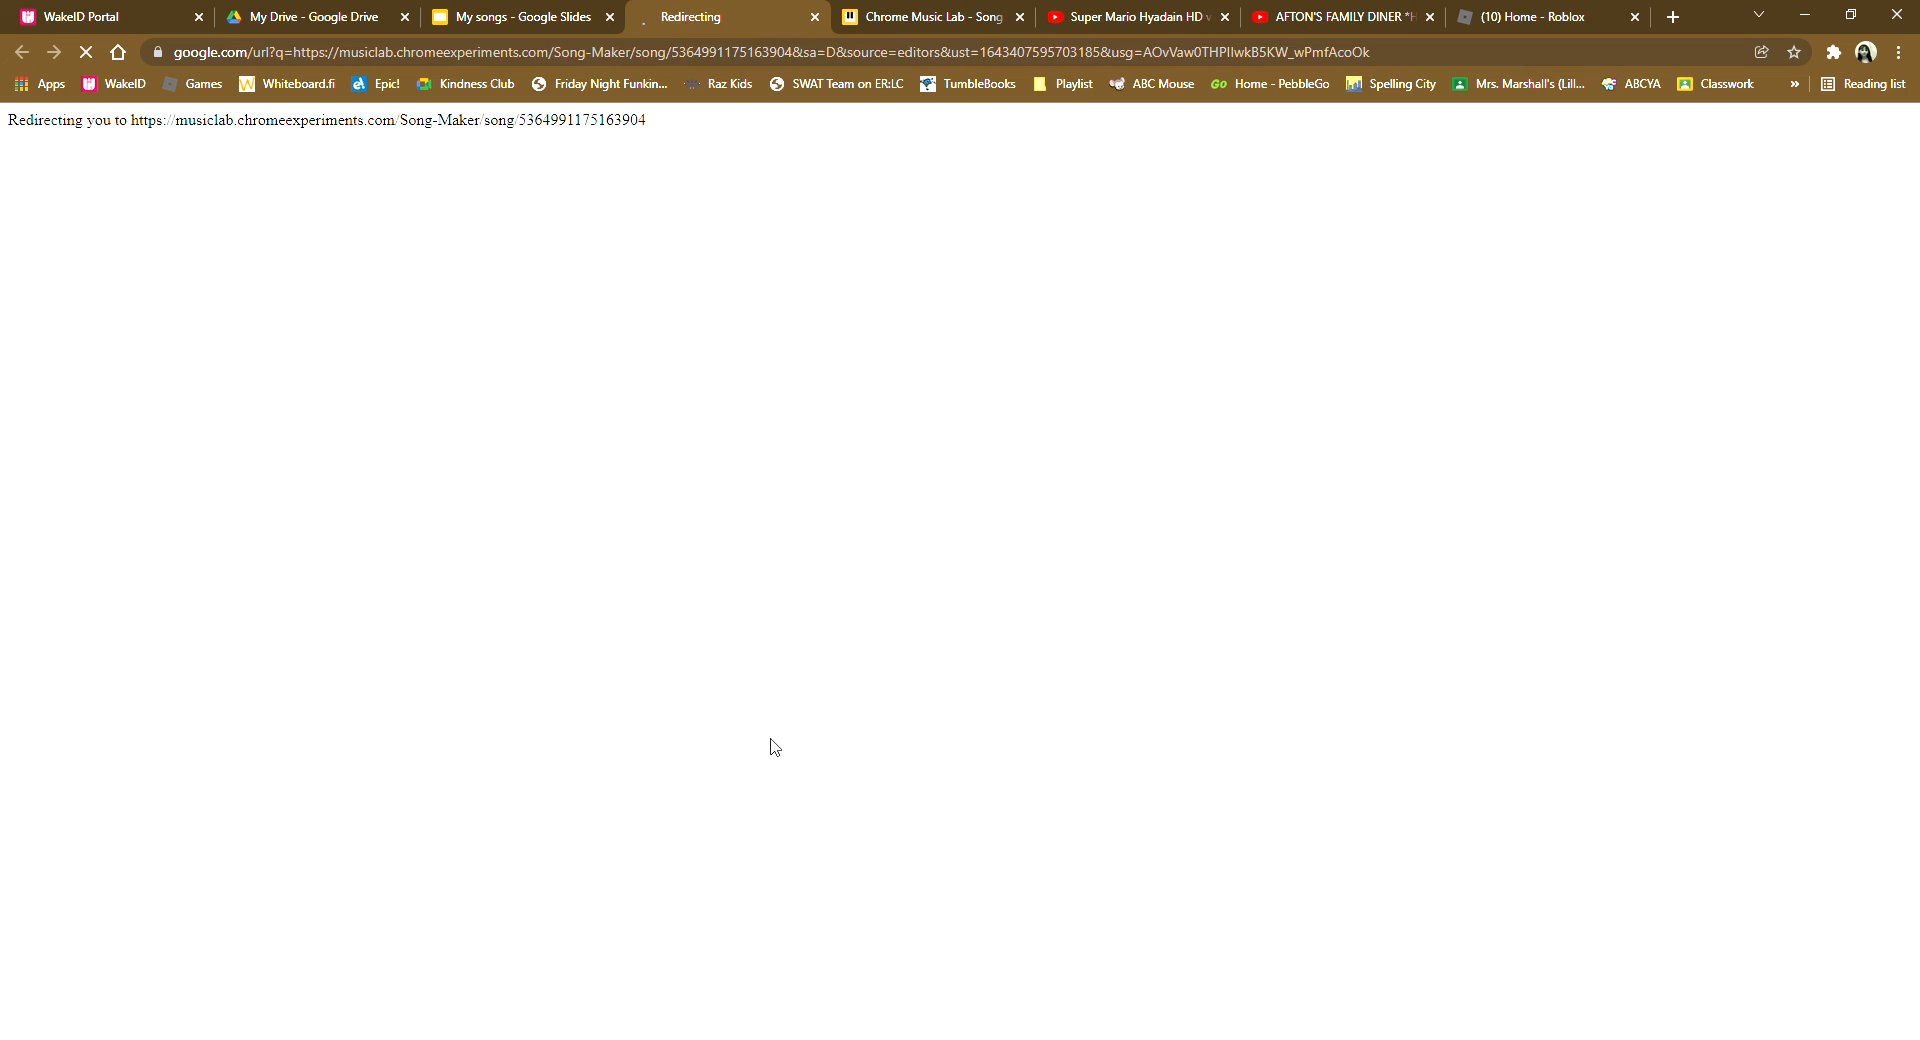 WakeID Portal
My Drive - Google Drive
My songs - Google Slides
Redirecting
Chrome Music Lab - Song
Super Mario Hyadain HD v
AFTON'S FAMILY DINER *H
(10) Home - Roblox
google.com/url?q=https://musiclab.chromeexperiments.com/Song-Maker/song/5364991175163904&sa=D&source=editors&ust=1643407595703185&usg=AOvVaw0THPIlwkB5KW_wPmfAcoOk
Apps
WakeID
Games
Whiteboard.fi
Epic!
Kindness Club
Friday Night Funkin...
Raz Kids
SWAT Team on ER:LC
TumbleBooks
Playlist
ABC Mouse
GO Home - PebbleGo
Spelling City
Mrs. Marshall's (Lill...
ABCYA
Classwork
»
Reading list
Redirecting you to https://musiclab.chromeexperiments.com/Song-Maker/song/5364991175163904